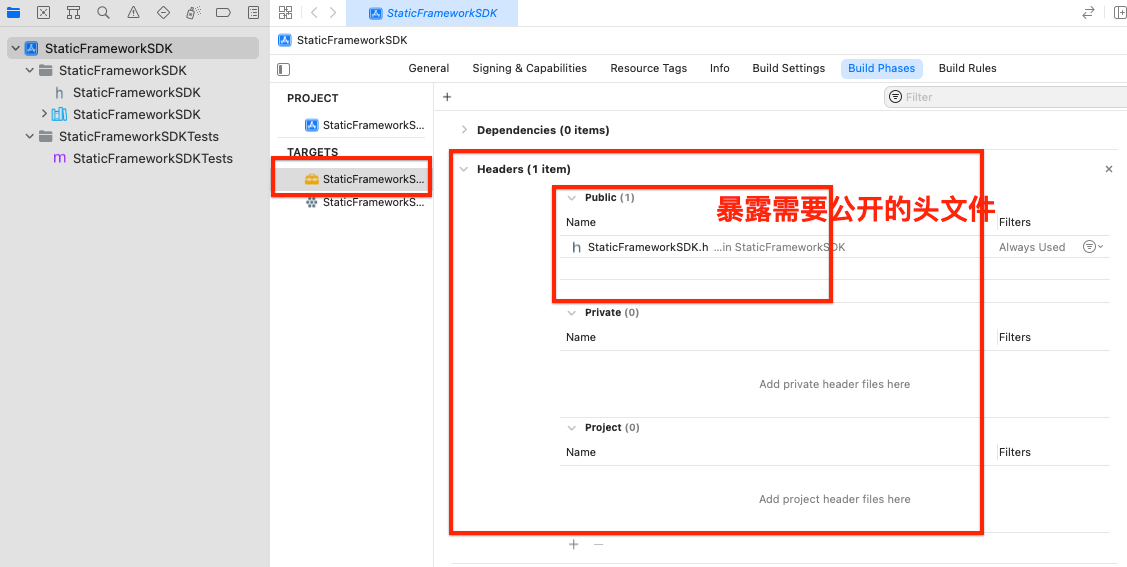 StaticFrameworkSDK
StaticFrameworkSDK
StaticFrameworkSDK
h StaticFrameworkSDK
StaticFrameworkSDK
StaticFrameworkSDKTests
m StaticFrameworkSDKTests
StaticFrameworkSDK
General Signing & Capabilities Resource Tags Info Build Settings Build Phases Build Rules
PROJECT
StaticFrameworkS...
TARGETS
StaticFrameworkS...
StaticFrameworkS...
+ Filter
Dependencies (0 items)
Headers (1 item) ×
Public (1)
暴露需要公开的头文件
Name Filters
h StaticFrameworkSDK.h ...in StaticFrameworkSDK Always Used
Private (0)
Name Filters
Add private header files here
Project (0)
Name Filters
Add project header files here
+ −